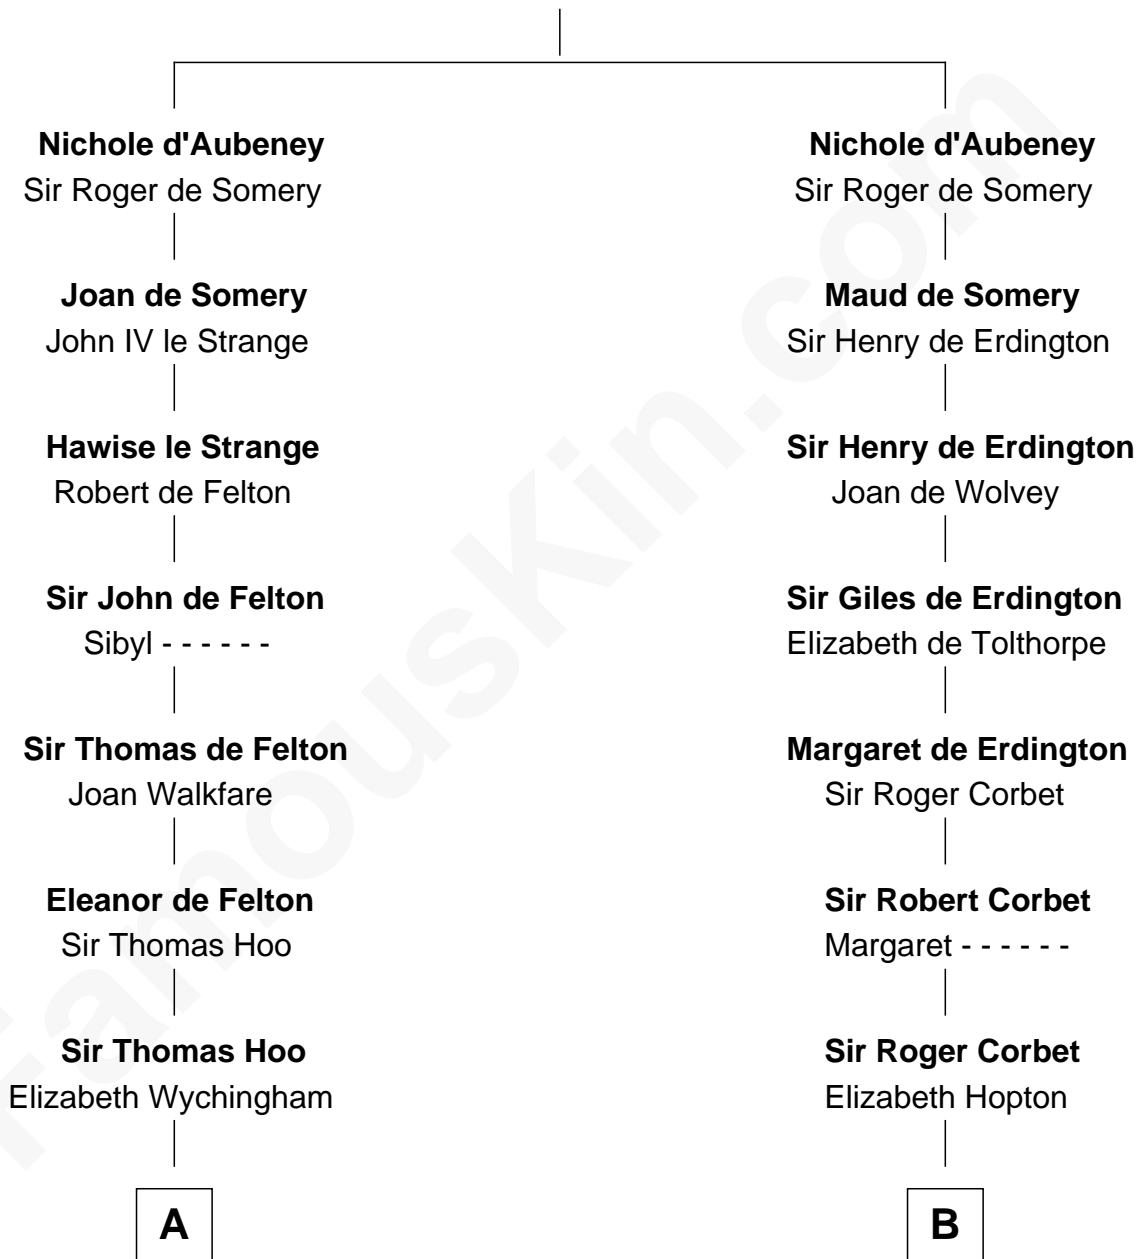 Nichole d'Aubeney
Sir Roger de Somery
Joan de Somery
John IV le Strange
Hawise le Strange
Robert de Felton
Sir John de Felton
Sibyl - - - - - -
Sir Thomas de Felton
Joan Walkfare
Eleanor de Felton
Sir Thomas Hoo
Sir Thomas Hoo
Elizabeth Wychingham
A
Nichole d'Aubeney
Sir Roger de Somery
Maud de Somery
Sir Henry de Erdington
Sir Henry de Erdington
Joan de Wolvey
Sir Giles de Erdington
Elizabeth de Tolthorpe
Margaret de Erdington
Sir Roger Corbet
Sir Robert Corbet
Margaret - - - - - -
Sir Roger Corbet
Elizabeth Hopton
B
FamousKin.com